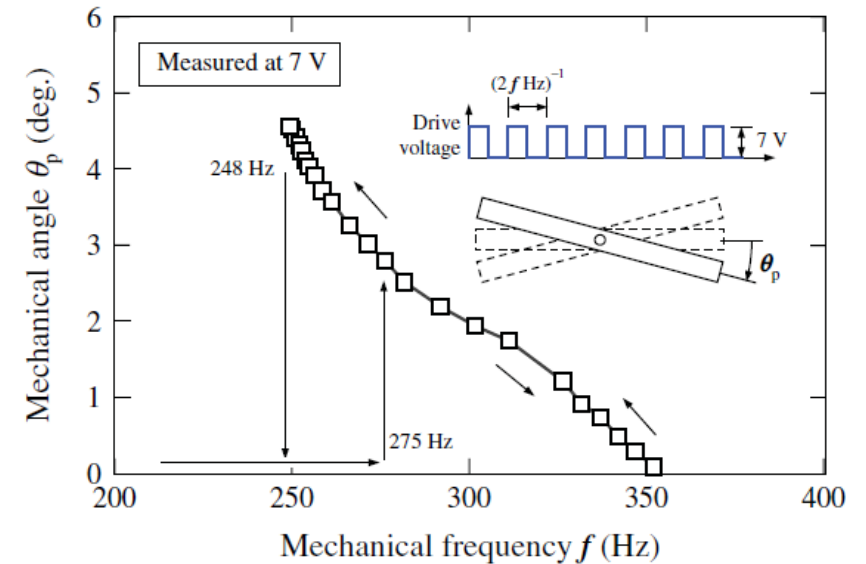 6
5
4
3
2
1
0
200
250
300
350
400
Mechanical angle θp (deg.)
Mechanical frequency f (Hz)
Measured at 7 V
(2f Hz)⁻¹
Drive
voltage
7 V
248 Hz
θp
275 Hz